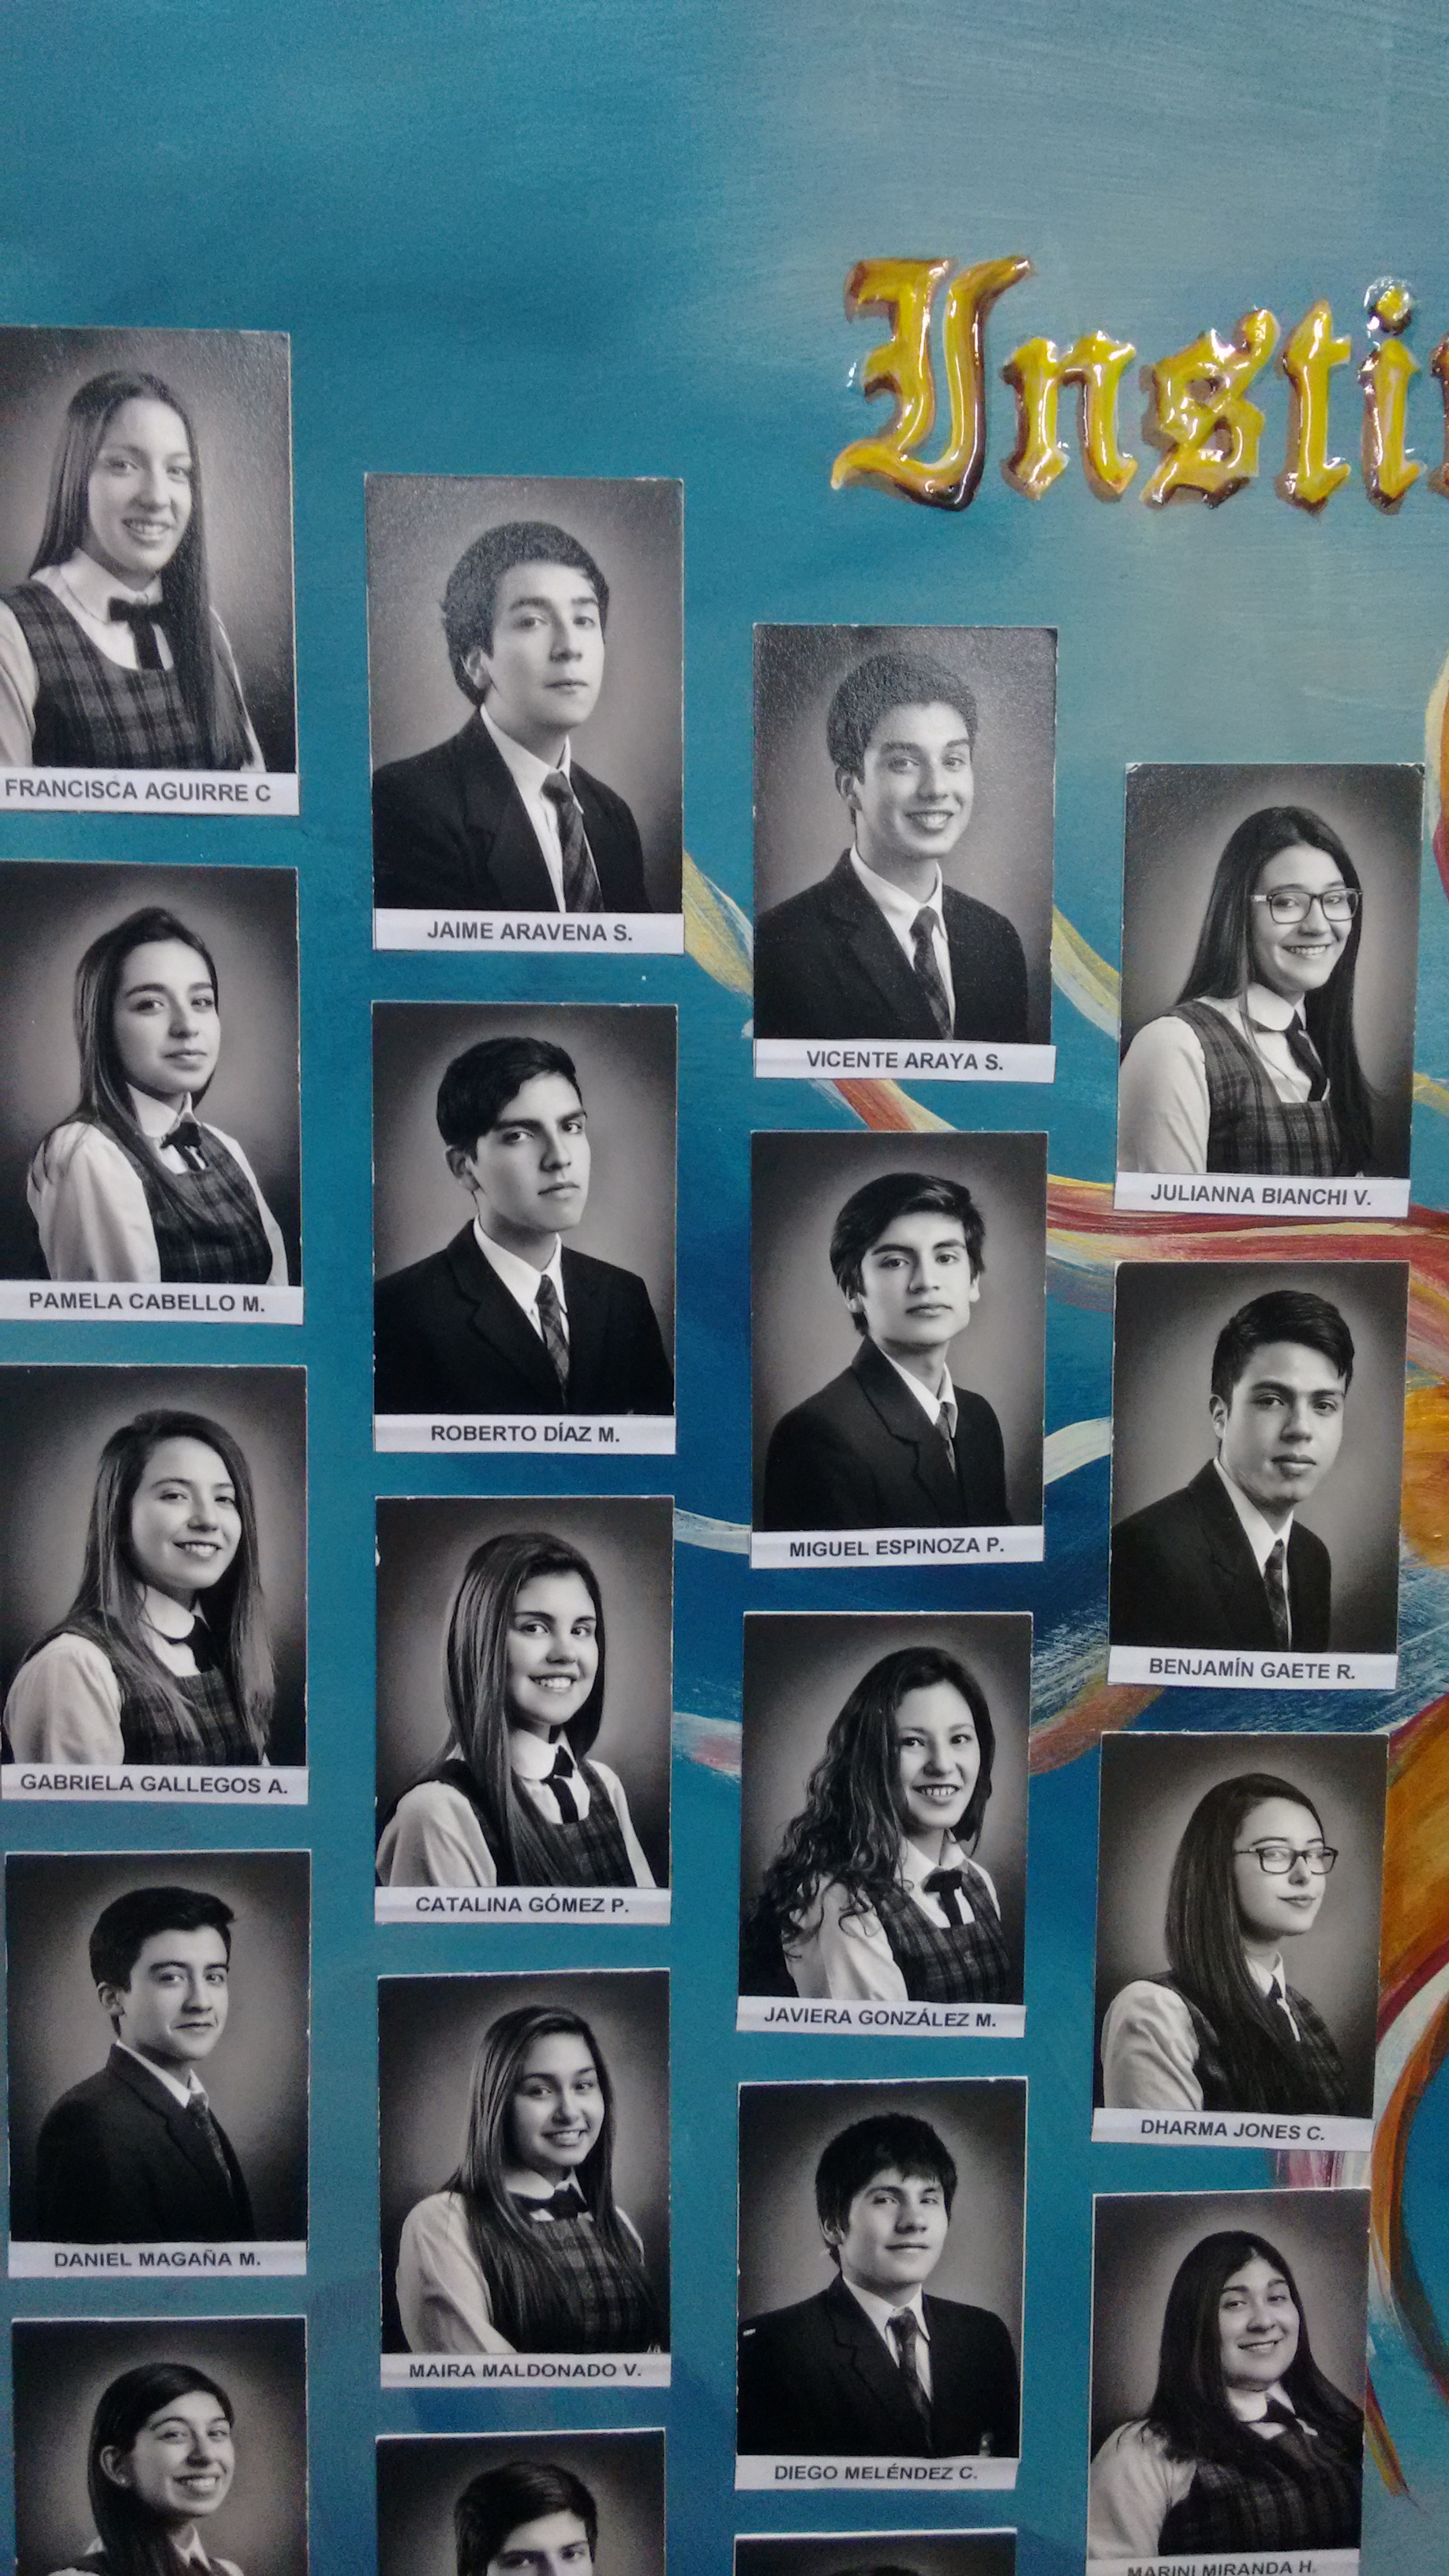 Insti
FRANCISCA AGUIRRE C
JAIME ARAVENA S.
VICENTE ARAYA S.
JULIANNA BIANCHI V.
PAMELA CABELLO M.
ROBERTO DÍAZ M.
MIGUEL ESPINOZA P.
BENJAMÍN GAETE R.
GABRIELA GALLEGOS A.
CATALINA GÓMEZ P.
JAVIERA GONZÁLEZ M.
DHARMA JONES C.
DANIEL MAGAÑA M.
MAIRA MALDONADO V.
DIEGO MELÉNDEZ C.
MARINI MIRANDA H.